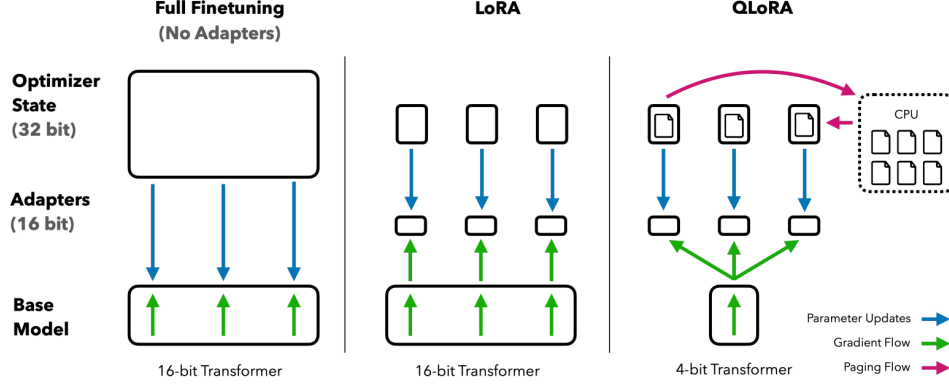 Full Finetuning
(No Adapters)
LoRA
QLoRA
Optimizer
State
(32 bit)
CPU
Adapters
(16 bit)
Base
Model
Parameter Updates
Gradient Flow
Paging Flow
16-bit Transformer
16-bit Transformer
4-bit Transformer